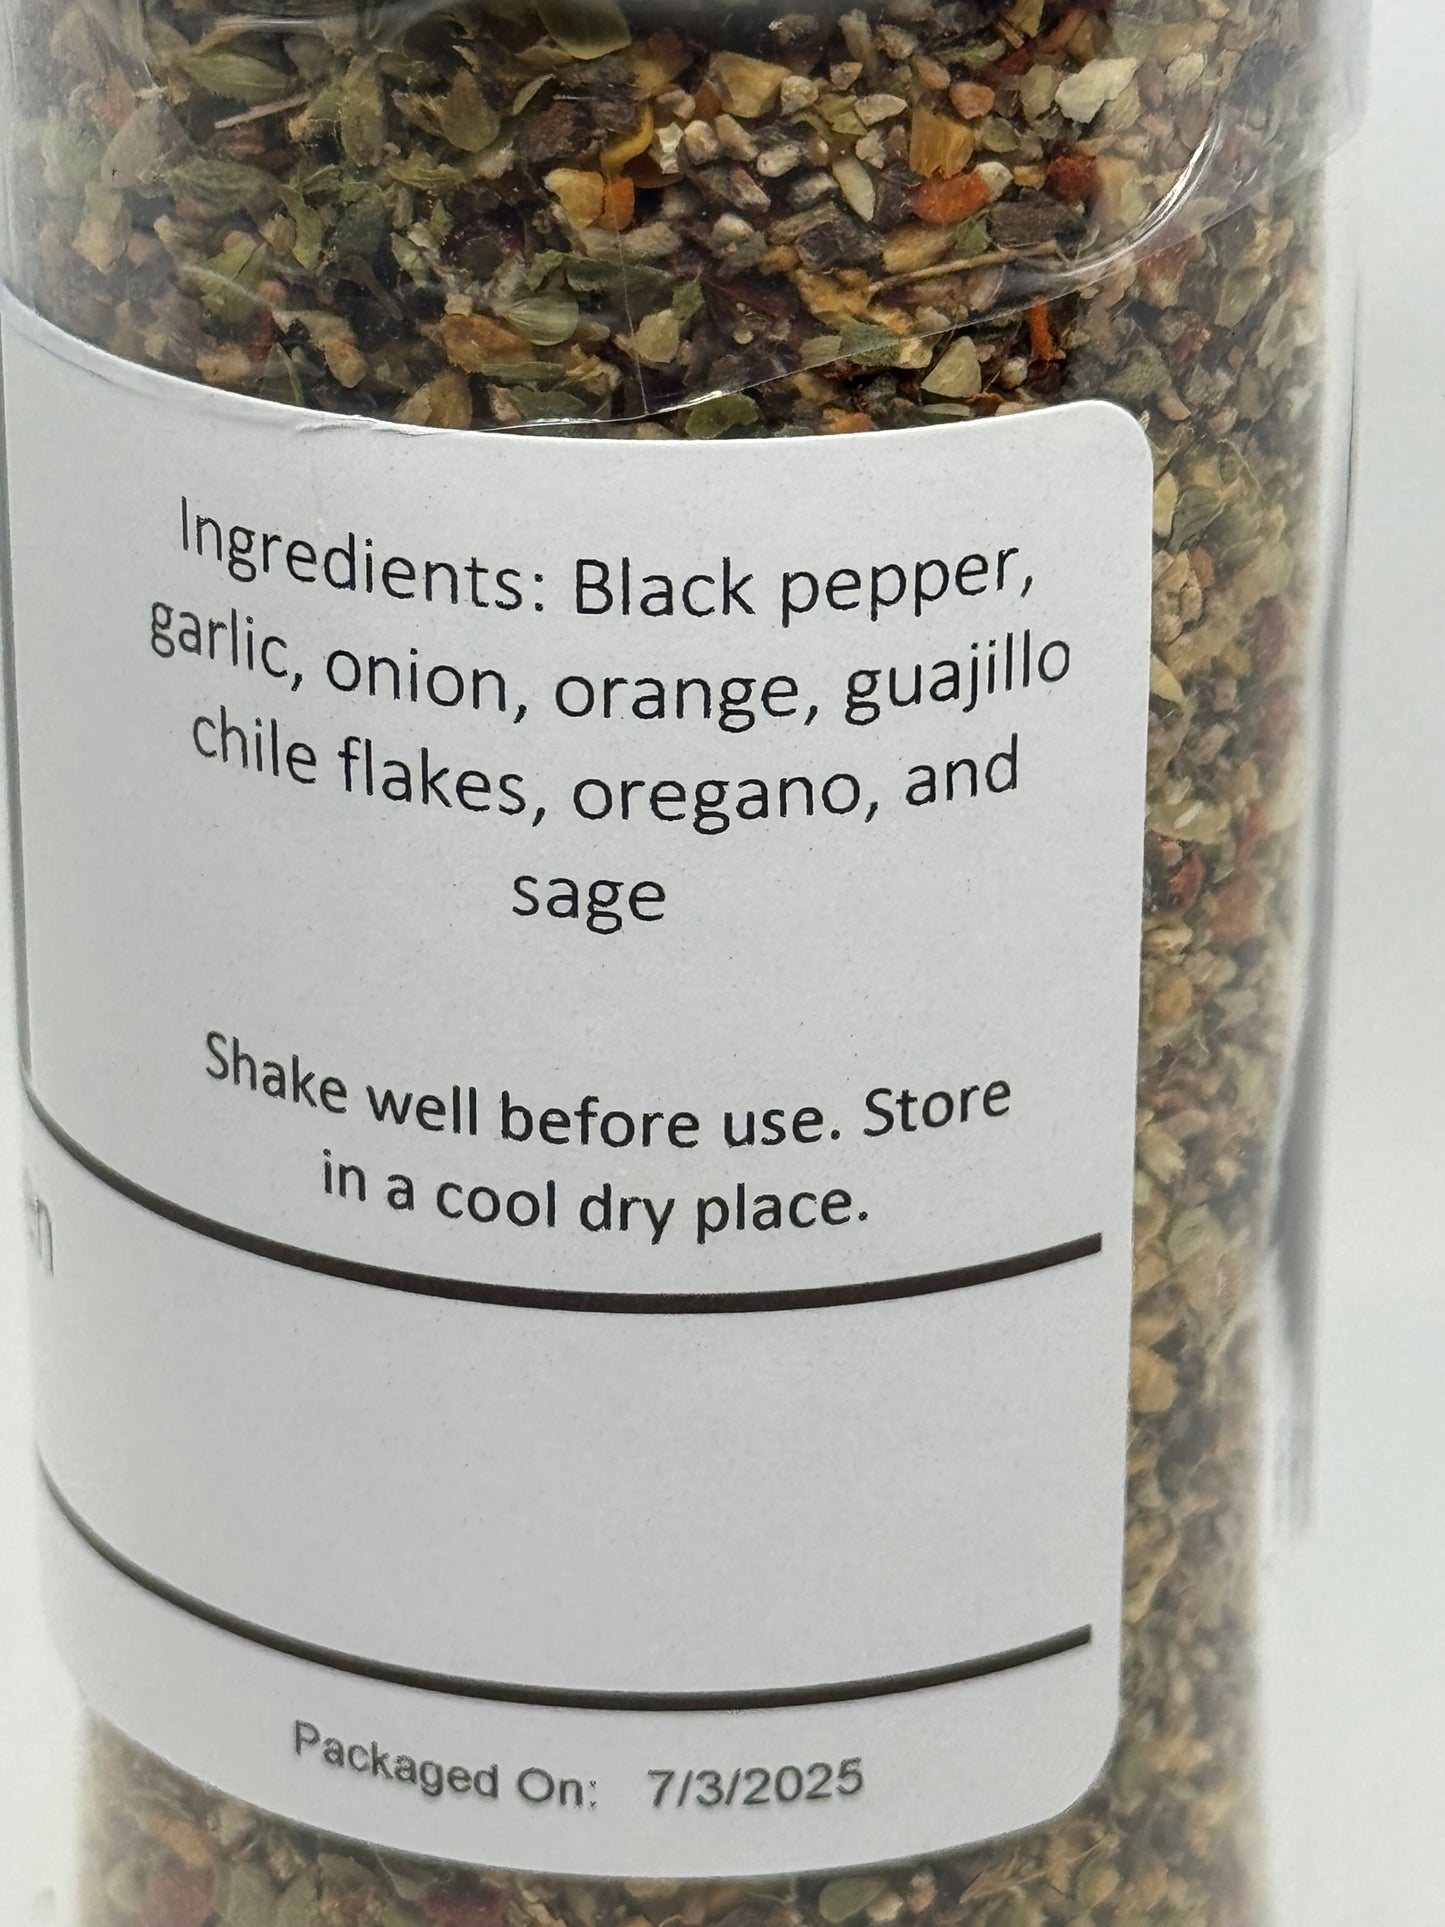 Ingredients: Black pepper,
garlic, onion, orange, guajillo
chile flakes, oregano, and
sage
Shake well before use. Store
in a cool dry place.
Packaged On: 7/3/2025